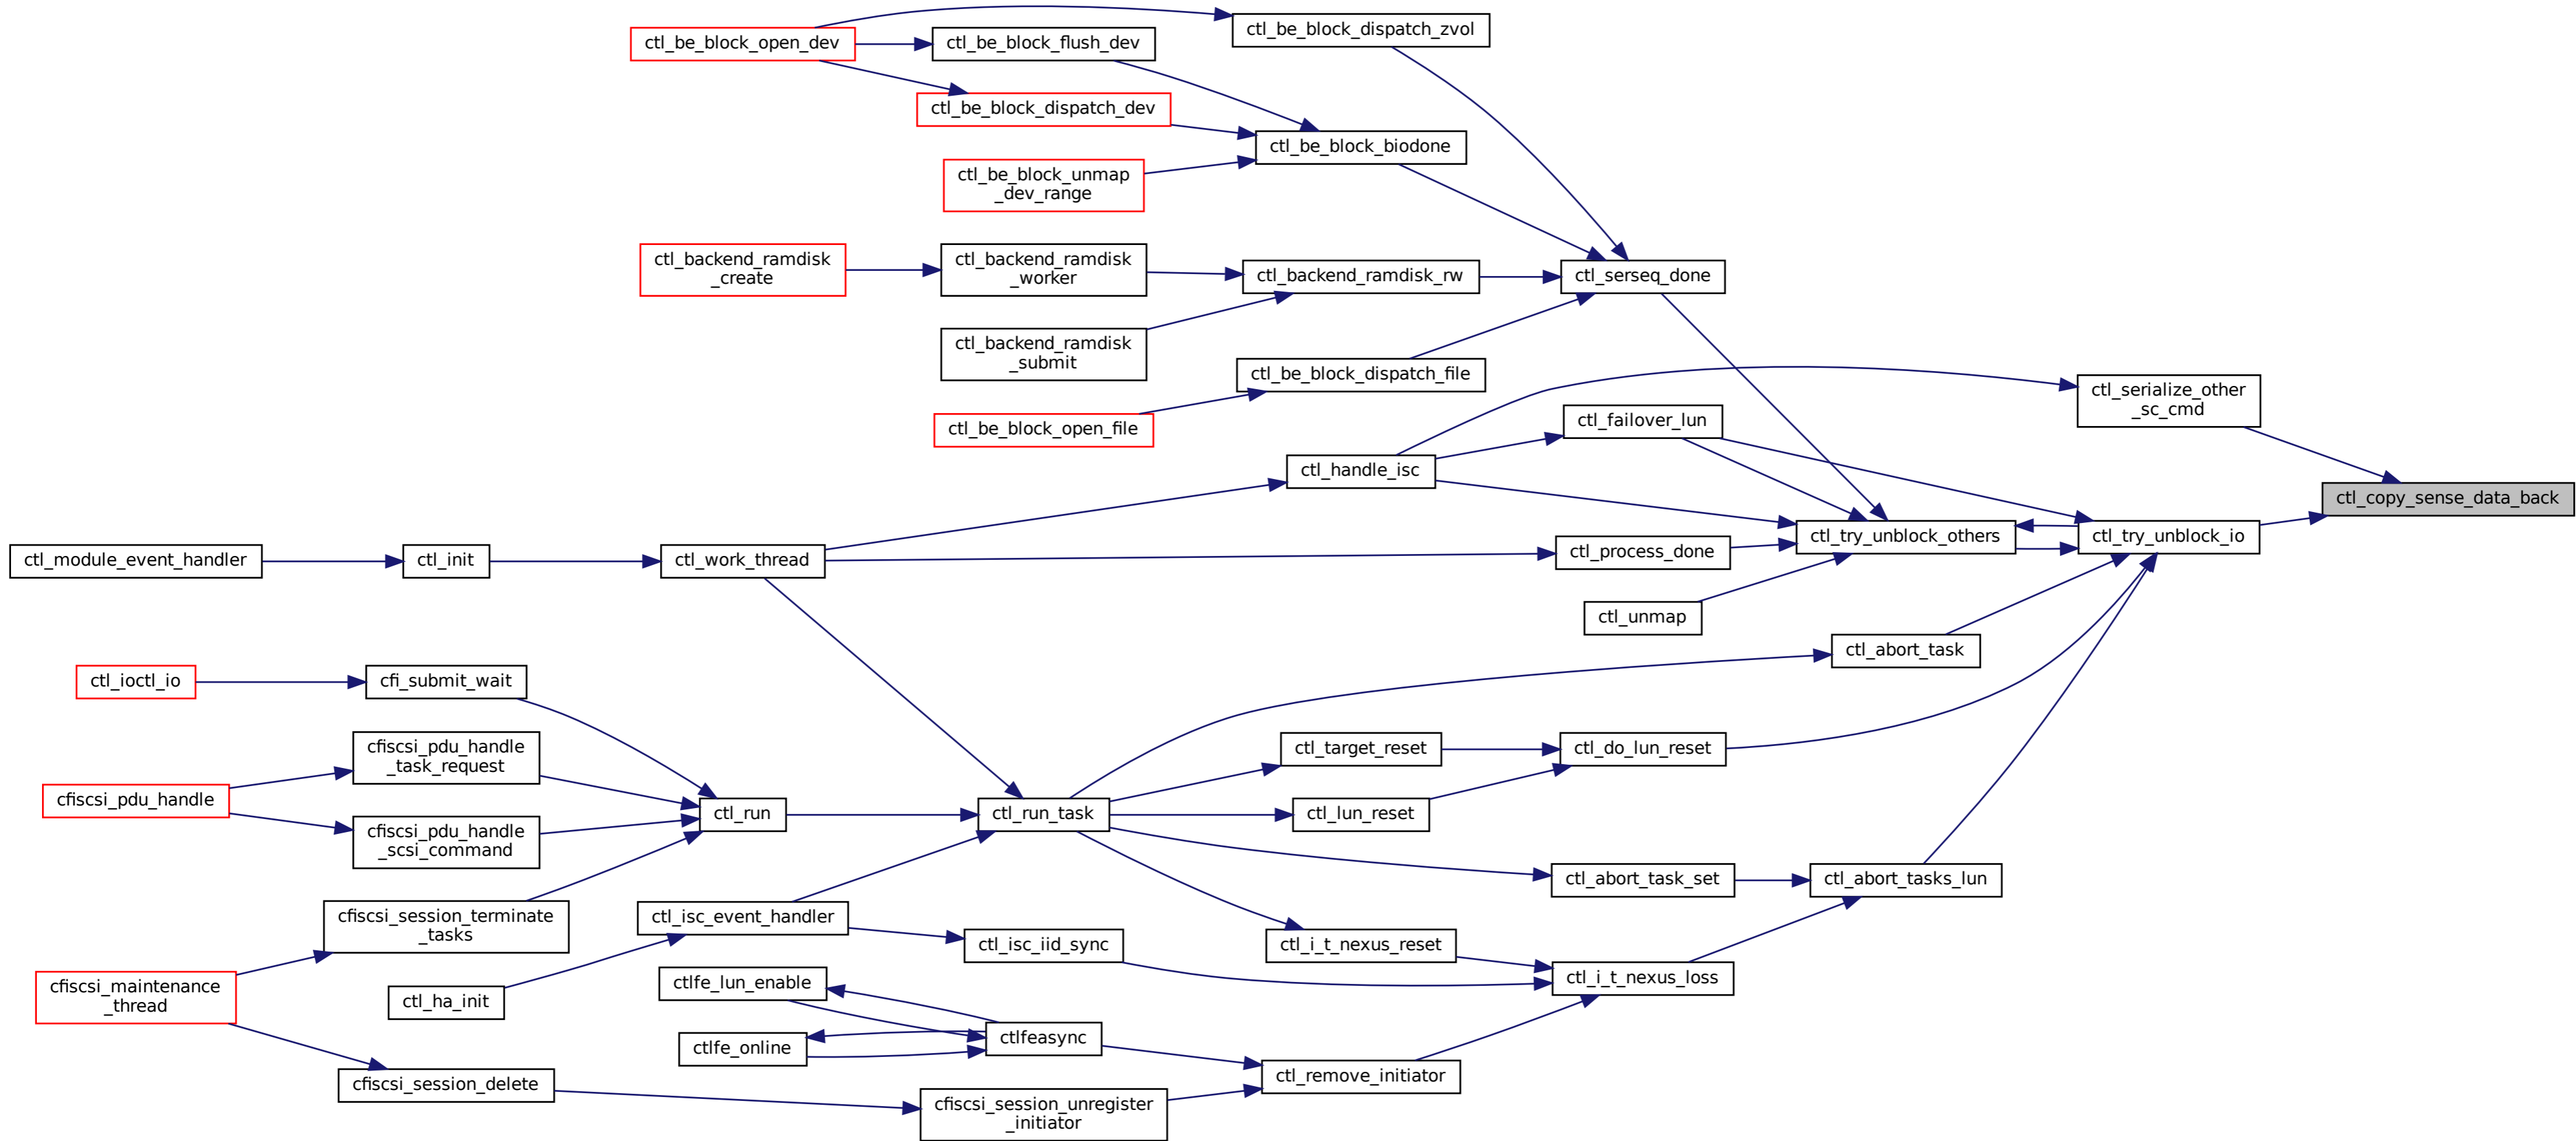 ctl_be_block_open_dev
ctl_be_block_flush_dev
ctl_be_block_dispatch_zvol
ctl_be_block_dispatch_dev
ctl_be_block_biodone
ctl_be_block_unmap
_dev_range
ctl_backend_ramdisk
_create
ctl_backend_ramdisk
_worker
ctl_backend_ramdisk_rw
ctl_serseq_done
ctl_backend_ramdisk
_submit
ctl_be_block_dispatch_file
ctl_be_block_open_file
ctl_serialize_other
_sc_cmd
ctl_failover_lun
ctl_handle_isc
ctl_copy_sense_data_back
ctl_module_event_handler
ctl_init
ctl_work_thread
ctl_process_done
ctl_try_unblock_others
ctl_try_unblock_io
ctl_unmap
ctl_abort_task
ctl_ioctl_io
cfi_submit_wait
cfiscsi_pdu_handle
_task_request
ctl_target_reset
ctl_do_lun_reset
cfiscsi_pdu_handle
ctl_run
ctl_run_task
ctl_lun_reset
cfiscsi_pdu_handle
_scsi_command
ctl_abort_task_set
ctl_abort_tasks_lun
cfiscsi_session_terminate
_tasks
ctl_isc_event_handler
ctl_isc_iid_sync
ctl_i_t_nexus_reset
ctl_i_t_nexus_loss
cfiscsi_maintenance
_thread
ctl_ha_init
ctlfe_lun_enable
ctlfe_online
ctlfeasync
ctl_remove_initiator
cfiscsi_session_delete
cfiscsi_session_unregister
_initiator